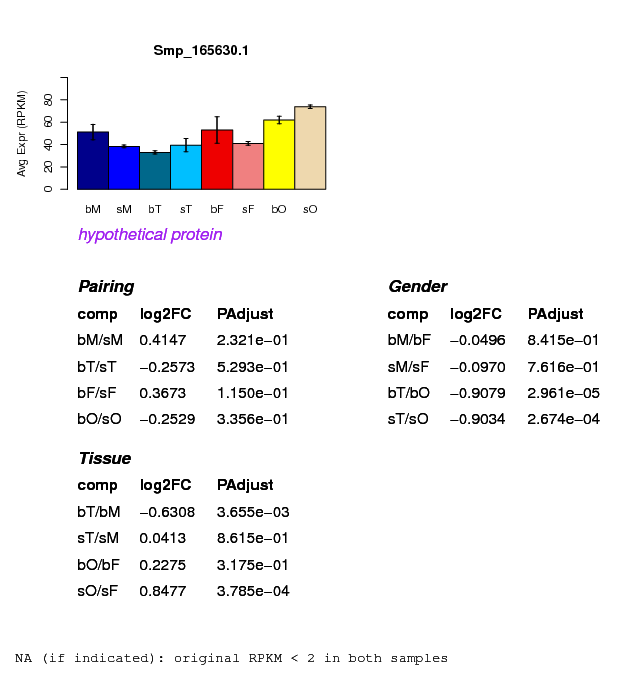 Smp_165630.1
Avg Expr (RPKM)
0 20 40 60 80
bM sM bT sT bF sF bO sO
hypothetical protein
Pairing
comp log2FC PAdjust
bM/sM 0.4147 2.321e−01
bT/sT −0.2573 5.293e−01
bF/sF 0.3673 1.150e−01
bO/sO −0.2529 3.356e−01
Gender
comp log2FC PAdjust
bM/bF −0.0496 8.415e−01
sM/sF −0.0970 7.616e−01
bT/bO −0.9079 2.961e−05
sT/sO −0.9034 2.674e−04
Tissue
comp log2FC PAdjust
bT/bM −0.6308 3.655e−03
sT/sM 0.0413 8.615e−01
bO/bF 0.2275 3.175e−01
sO/sF 0.8477 3.785e−04
NA (if indicated): original RPKM < 2 in both samples